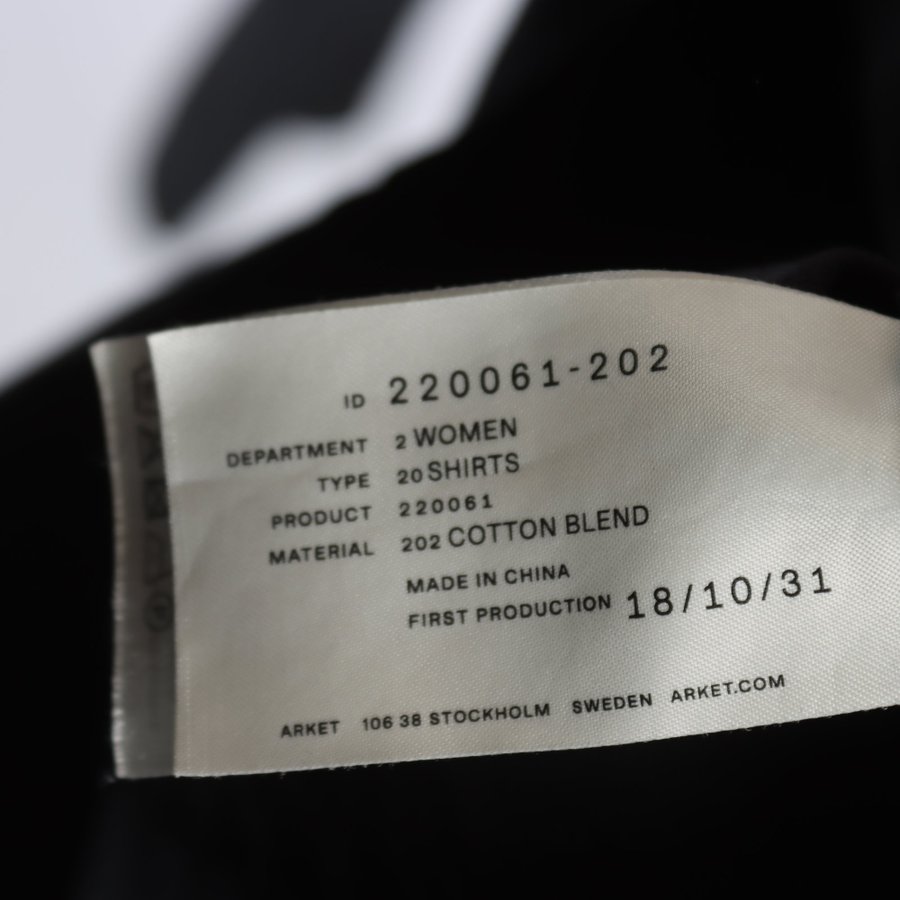 ID 220061-202
DEPARTMENT 2 WOMEN
TYPE 20 SHIRTS
PRODUCT 220061
MATERIAL 202 COTTON BLEND
MADE IN CHINA
FIRST PRODUCTION 18/10/31
ARKET 106 38 STOCKHOLM SWEDEN ARKET.COM